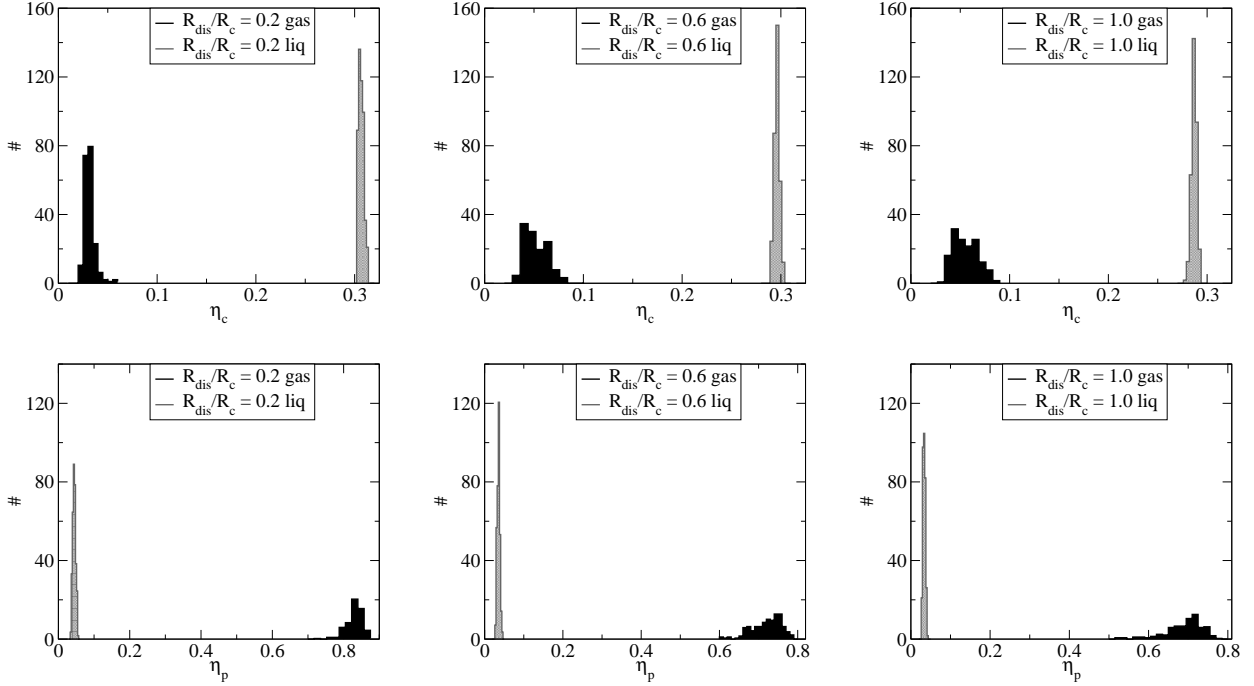 R_dis/R_c = 0.2 gas
R_dis/R_c = 0.2 liq
#
160
120
80
40
0
0 0.1 0.2 0.3
η_c
R_dis/R_c = 0.6 gas
R_dis/R_c = 0.6 liq
#
160
120
80
40
0
0 0.1 0.2 0.3
η_c
R_dis/R_c = 1.0 gas
R_dis/R_c = 1.0 liq
#
160
120
80
40
0
0 0.1 0.2 0.3
η_c
R_dis/R_c = 0.2 gas
R_dis/R_c = 0.2 liq
#
120
80
40
0
0 0.2 0.4 0.6 0.8
η_p
R_dis/R_c = 0.6 gas
R_dis/R_c = 0.6 liq
#
120
80
40
0
0 0.2 0.4 0.6 0.8
η_p
R_dis/R_c = 1.0 gas
R_dis/R_c = 1.0 liq
#
120
80
40
0
0 0.2 0.4 0.6 0.8
η_p